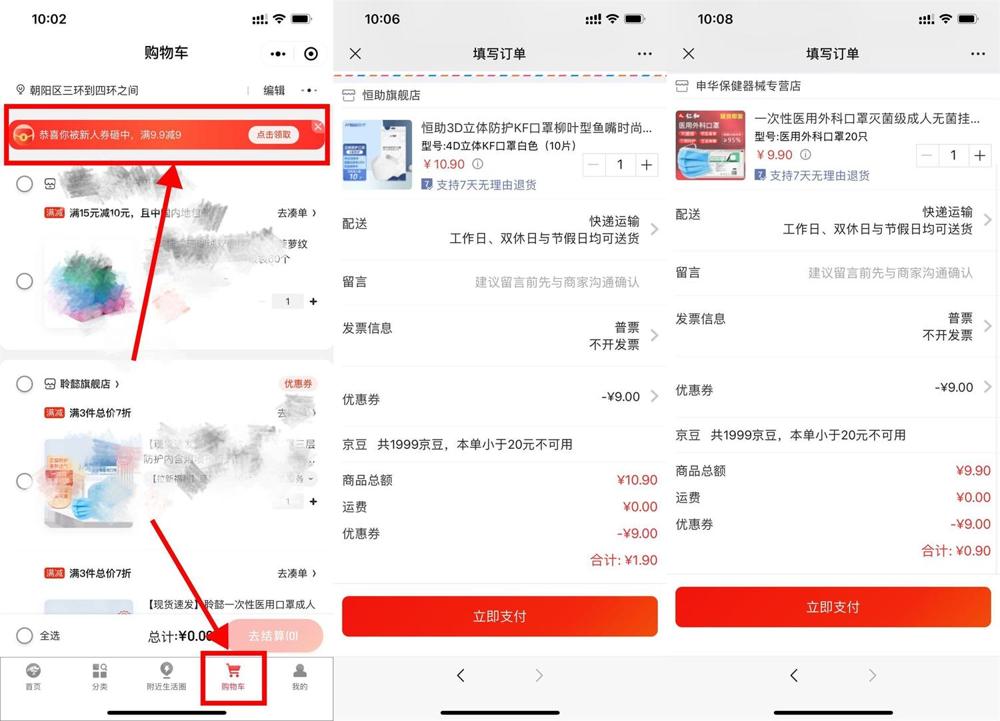 10:02
购物车
朝阳区三环到四环之间
编辑
恭喜你被新人券砸中，满9.9减9
点击领取
满减 满15元减10元，且中国内地包
去凑单
1
聆懿旗舰店
优惠券
满减 满3件总价7折
1
满减 满3件总价7折
去凑单
【现货速发】聆懿一次性医用口罩成人
全选
总计:¥0.00
去结算(0)
首页
分类
附近生活圈
购物车
我的
10:06
填写订单
恒助旗舰店
恒助3D立体防护KF口罩柳叶型鱼嘴时尚...
型号:4D立体KF口罩白色（10片）
¥10.90
1
支持7天无理由退货
配送
快递运输
工作日、双休日与节假日均可送货
留言
建议留言前先与商家沟通确认
发票信息
普票
不开发票
优惠券
-¥9.00
京豆 共1999京豆，本单小于20元不可用
商品总额
¥10.90
运费
¥0.00
优惠券
-¥9.00
合计: ¥1.90
立即支付
10:08
填写订单
申华保健器械专营店
仁和
医用外科口罩
≥95%
一次性医用外科口罩灭菌级成人无菌挂...
型号:医用外科口罩20只
¥9.90
1
支持7天无理由退货
配送
快递运输
工作日、双休日与节假日均可送货
留言
建议留言前先与商家沟通确认
发票信息
普票
不开发票
优惠券
-¥9.00
京豆 共1999京豆，本单小于20元不可用
商品总额
¥9.90
运费
¥0.00
优惠券
-¥9.00
合计: ¥0.90
立即支付